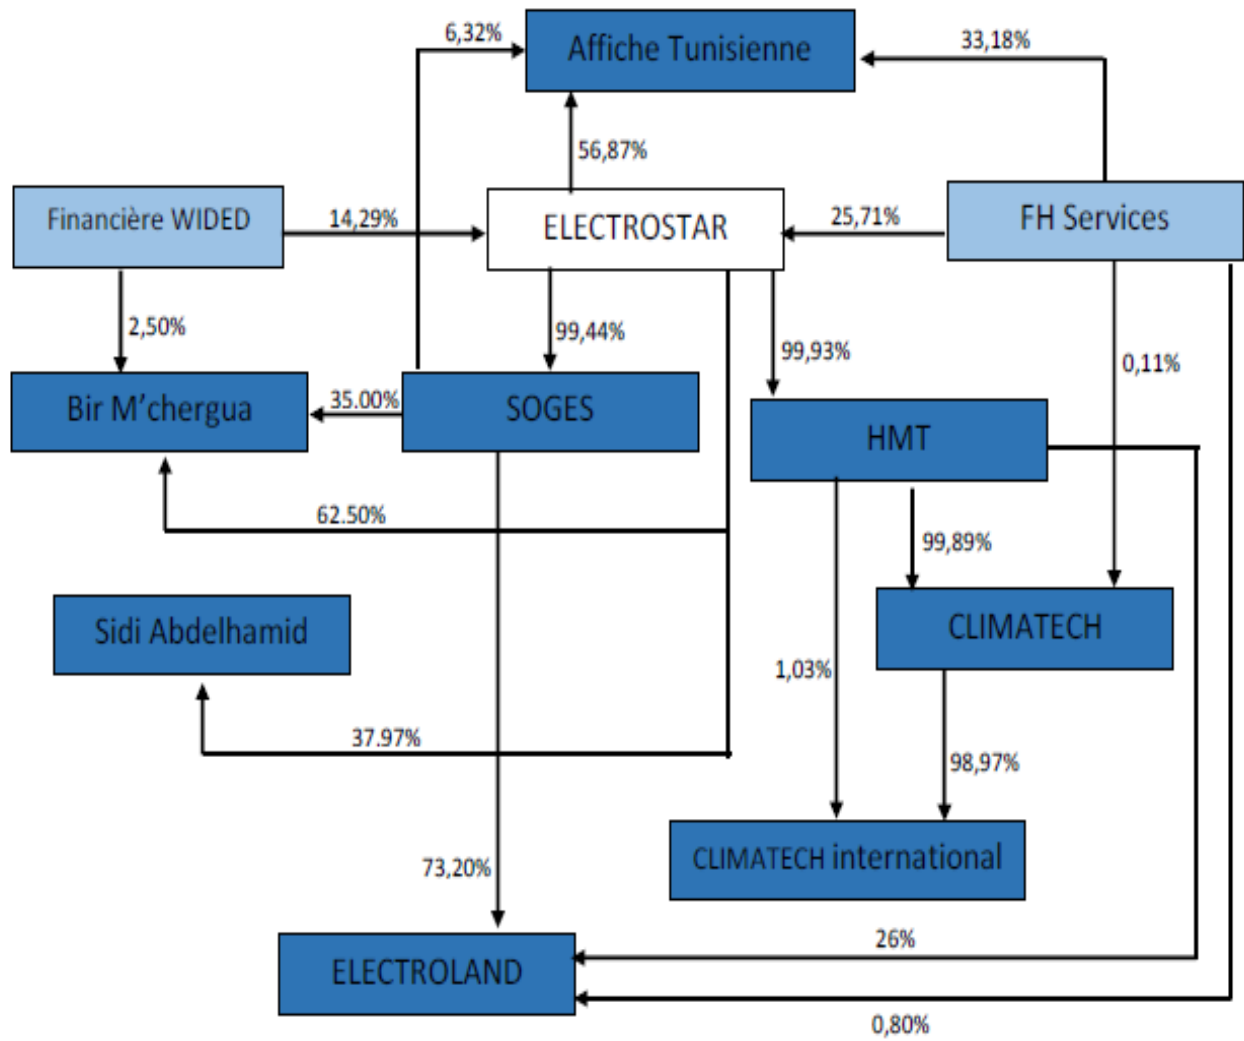 6,32%
Affiche Tunisienne
33,18%
56,87%
Financière WIDED
14,29%
ELECTROSTAR
25,71%
FH Services
2,50%
99,44%
99,93%
0,11%
Bir M’chergua
35.00%
SOGES
HMT
62.50%
99,89%
Sidi Abdelhamid
CLIMATECH
1,03%
37.97%
98,97%
73,20%
CLIMATECH international
26%
ELECTROLAND
0,80%